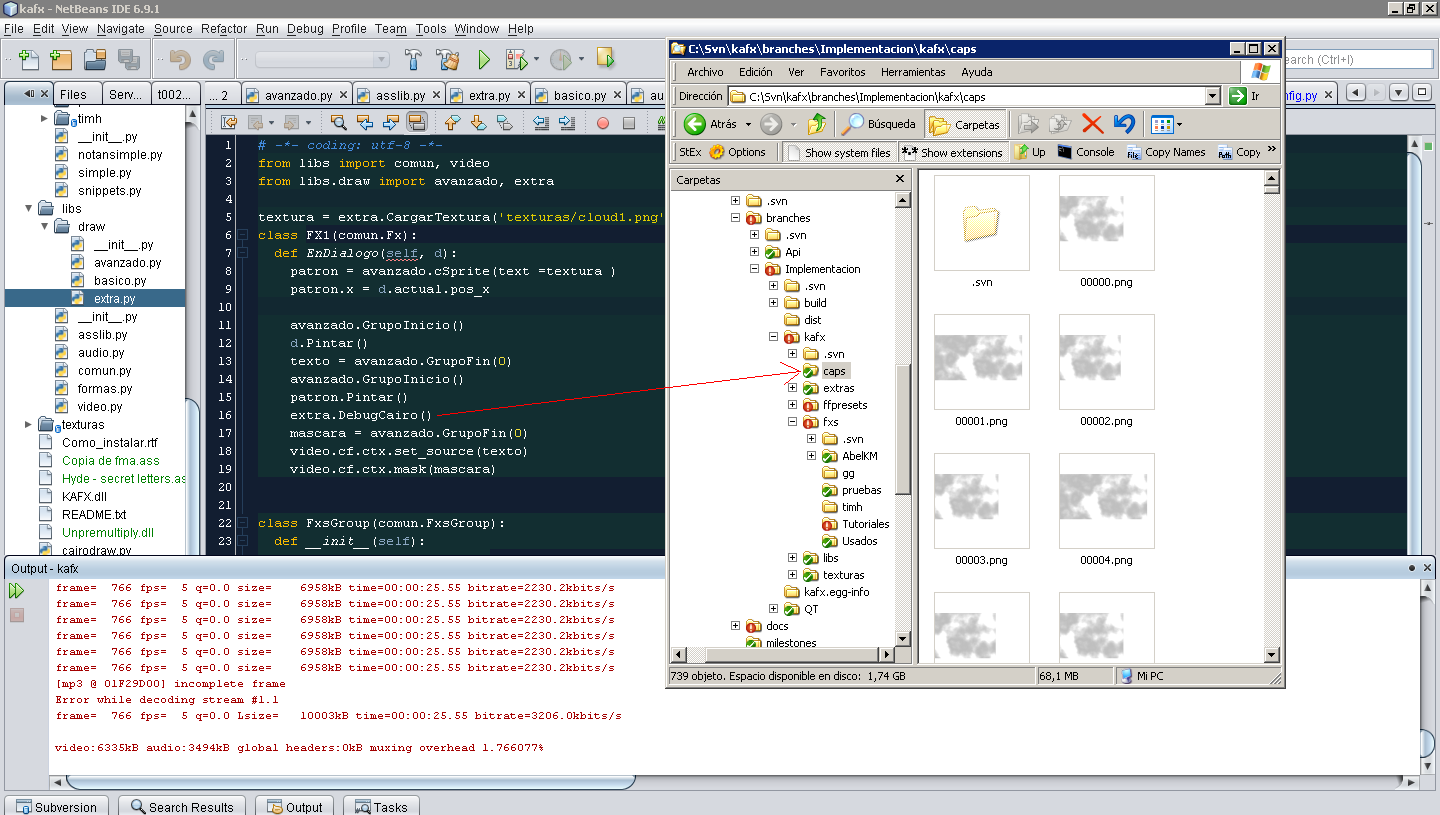 kafx - NetBeans IDE 6.9.1
File Edit View Navigate Source Refactor Run Debug Profile Team Tools Window Help
earch (Ctrl+I)
Files Serv... t002...
... 2 avanzado.py asslib.py extra.py basico.py au
nfig.py
timh
__init__.py
notansimple.py
simple.py
snippets.py
libs
draw
__init__.py
avanzado.py
basico.py
extra.py
__init__.py
asslib.py
audio.py
comun.py
formas.py
video.py
texturas
Como_instalar.rtf
Copia de fma.ass
Hyde - secret letters.as
KAFX.dll
README.txt
Unpremultiply.dll
cairodraw.py
1 # -*- coding: utf-8 -*-
2 from libs import comun, video
3 from libs.draw import avanzado, extra
4
5 textura = extra.CargarTextura('texturas/cloud1.png'
6 class FX1(comun.Fx):
7 def EnDialogo(self, d):
8 patron = avanzado.cSprite(text =textura )
9 patron.x = d.actual.pos_x
10
11 avanzado.GrupoInicio()
12 d.Pintar()
13 texto = avanzado.GrupoFin(0)
14 avanzado.GrupoInicio()
15 patron.Pintar()
16 extra.DebugCairo()
17 mascara = avanzado.GrupoFin(0)
18 video.cf.ctx.set_source(texto)
19 video.cf.ctx.mask(mascara)
20
21
22 class FxsGroup(comun.FxsGroup):
23 def __init__(self):
C:\Svn\kafx\branches\Implementacion\kafx\caps
Archivo Edición Ver Favoritos Herramientas Ayuda
Dirección C:\Svn\kafx\branches\Implementacion\kafx\caps Ir
Atrás Búsqueda Carpetas
StEx Options Show system files *.* Show extensions Up Console Copy Names Copy »
Carpetas
.svn
branches
.svn
Api
Implementacion
.svn
build
dist
kafx
.svn
caps
extras
ffpresets
fxs
.svn
AbelKM
gg
pruebas
timh
Tutoriales
Usados
libs
texturas
kafx.egg-info
QT
docs
milestones
.svn
00000.png
00001.png
00002.png
00003.png
00004.png
739 objeto. Espacio disponible en disco: 1,74 GB 68,1 MB Mi PC
Output - kafx
frame= 766 fps= 5 q=0.0 size= 6958kB time=00:00:25.55 bitrate=2230.2kbits/s
frame= 766 fps= 5 q=0.0 size= 6958kB time=00:00:25.55 bitrate=2230.2kbits/s
frame= 766 fps= 5 q=0.0 size= 6958kB time=00:00:25.55 bitrate=2230.2kbits/s
frame= 766 fps= 5 q=0.0 size= 6958kB time=00:00:25.55 bitrate=2230.2kbits/s
frame= 766 fps= 5 q=0.0 size= 6958kB time=00:00:25.55 bitrate=2230.2kbits/s
frame= 766 fps= 5 q=0.0 size= 6958kB time=00:00:25.55 bitrate=2230.2kbits/s
[mp3 @ 01F29D00] incomplete frame
Error while decoding stream #1.1
frame= 766 fps= 5 q=0.0 Lsize= 10003kB time=00:00:25.55 bitrate=3206.0kbits/s
video:6335kB audio:3494kB global headers:0kB muxing overhead 1.766077%
Subversion Search Results Output Tasks